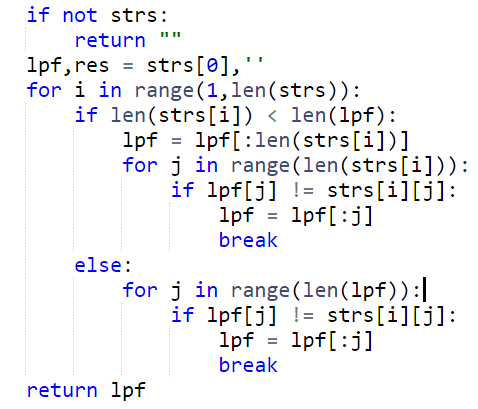 if not strs:
    return ""
lpf,res = strs[0],''
for i in range(1,len(strs)):
    if len(strs[i]) < len(lpf):
        lpf = lpf[:len(strs[i])]
        for j in range(len(strs[i])):
            if lpf[j] != strs[i][j]:
                lpf = lpf[:j]
                break
    else:
        for j in range(len(lpf)):
            if lpf[j] != strs[i][j]:
                lpf = lpf[:j]
                break
return lpf